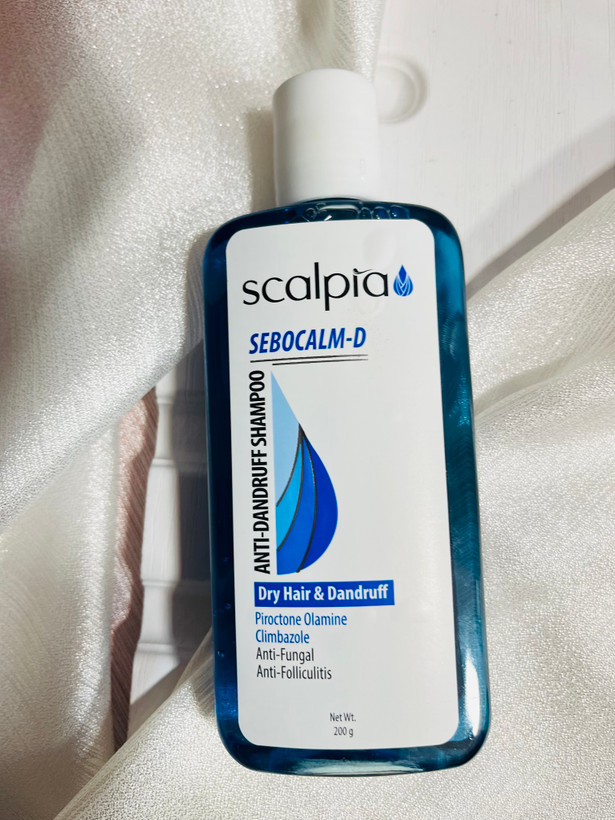 scalpia
SEBOCALM-D
ANTI-DANDRUFF SHAMPOO
Dry Hair & Dandruff
Piroctone Olamine
Climbazole
Anti-Fungal
Anti-Folliculitis
Net Wt.
200 g